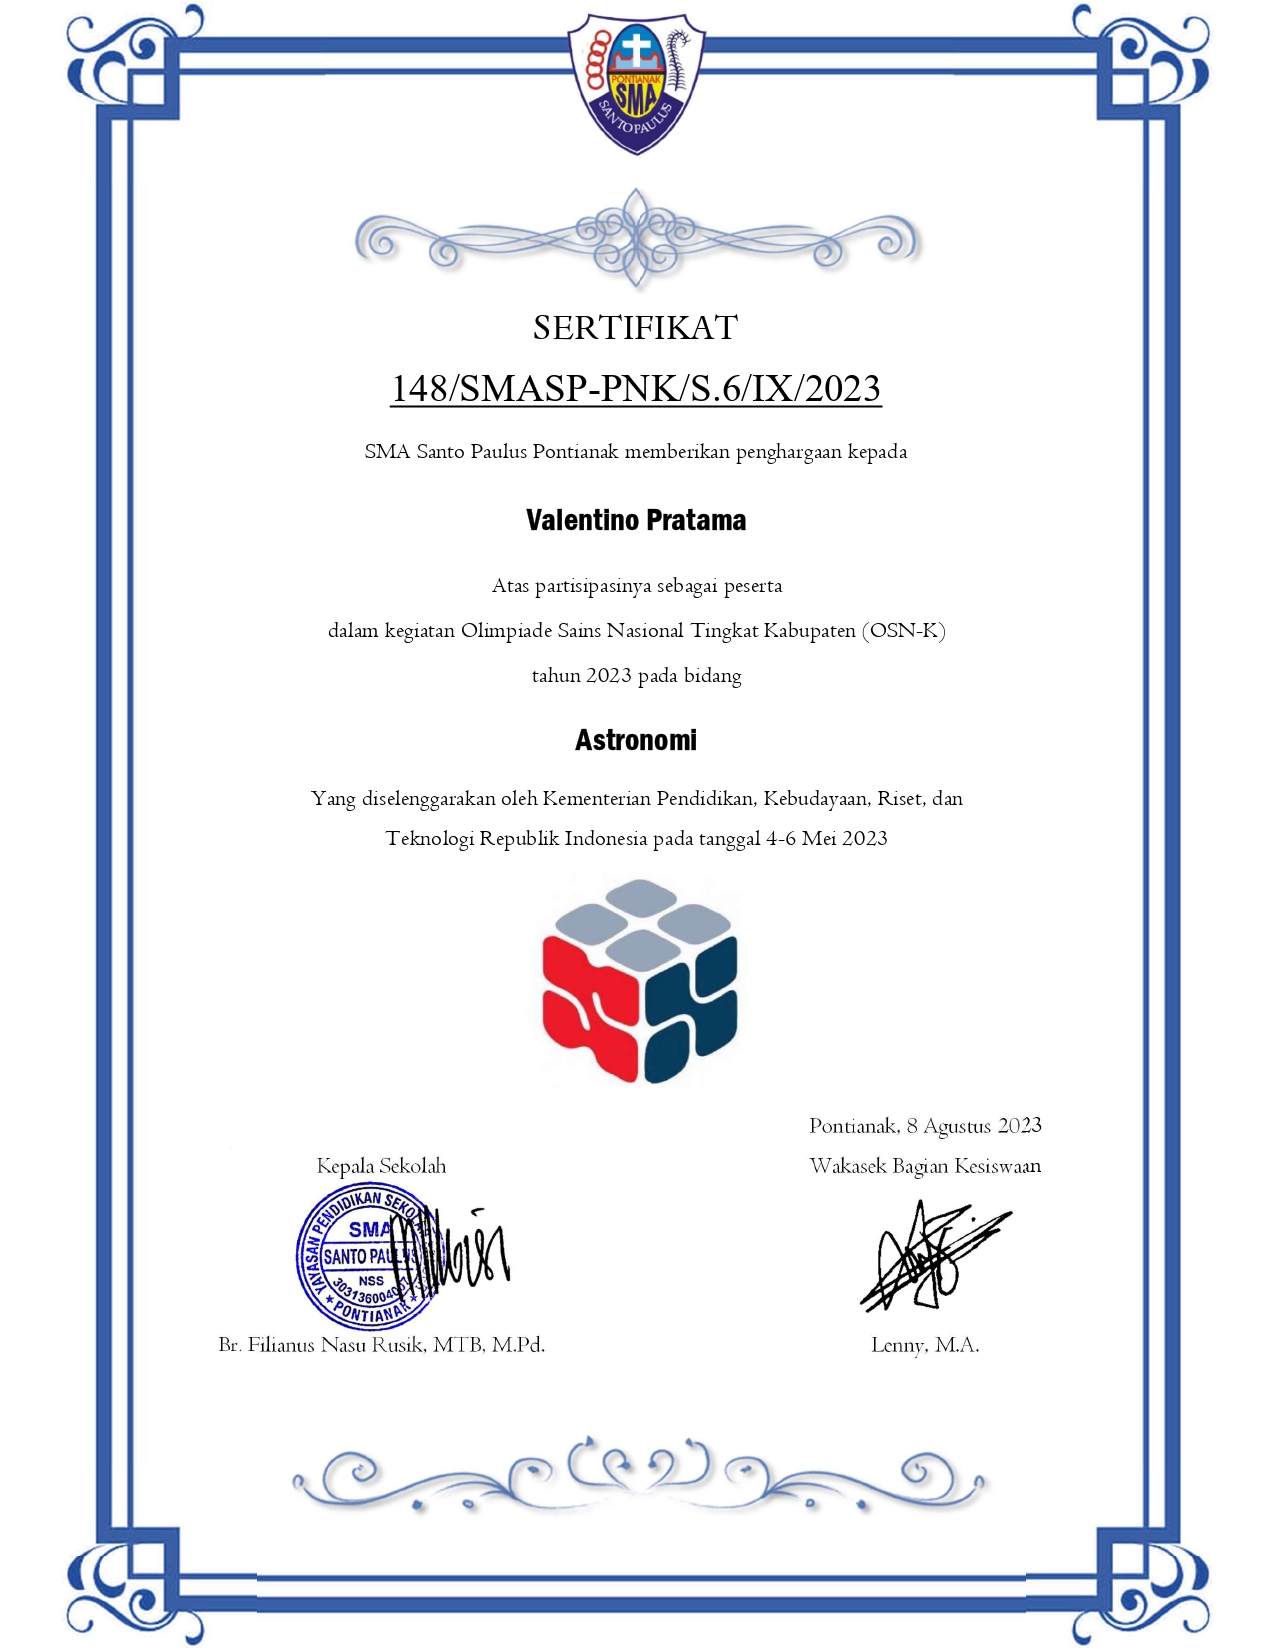 PONTIANAK
SMA
SANTO PAULUS
SERTIFIKAT
148/SMASP-PNK/S.6/IX/2023
SMA Santo Paulus Pontianak memberikan penghargaan kepada
Valentino Pratama
Atas partisipasinya sebagai peserta
dalam kegiatan Olimpiade Sains Nasional Tingkat Kabupaten (OSN-K)
tahun 2023 pada bidang
Astronomi
Yang diselenggarakan oleh Kementerian Pendidikan, Kebudayaan, Riset, dan
Teknologi Republik Indonesia pada tanggal 4-6 Mei 2023
Pontianak, 8 Agustus 2023
Kepala Sekolah
Wakasek Bagian Kesiswaan
YAYASAN PENDIDIKAN
SMA
SANTO PAULUS
NSS
PONTIANAK
Br. Filianus Nasu Rusik, MTB, M.Pd.
Lenny, M.A.